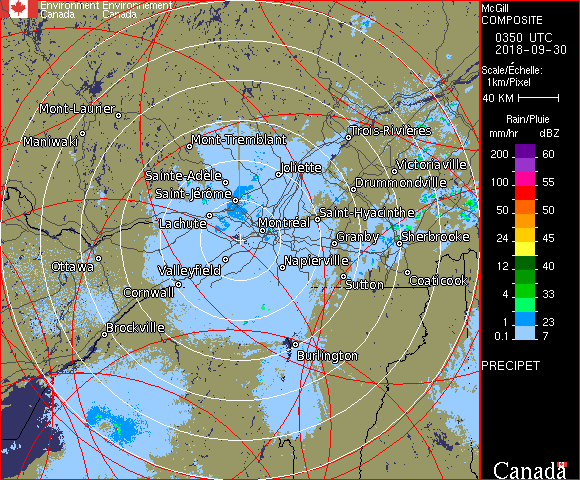 Environment Environnement
Canada Canada
McGill
COMPOSITE
0350 UTC
2018-09-30
Scale/Échelle:
1km/Pixel
40 KM
Rain/Pluie
mm/hr dBZ
200 60
100 55
50 50
24 45
12 40
4 33
1 23
0.1 7
PRECIPET
Canada
Mont-Laurier
Maniwaki
Mont-Tremblant
Trois-Rivières
Joliette
Victoriaville
Sainte-Adèle
Drummondville
Saint-Jérôme
Saint-Hyacinthe
Lachute
Montréal
Granby
Sherbrooke
Ottawa
Valleyfield
Napierville
Cornwall
Sutton
Coaticook
Brockville
Burlington